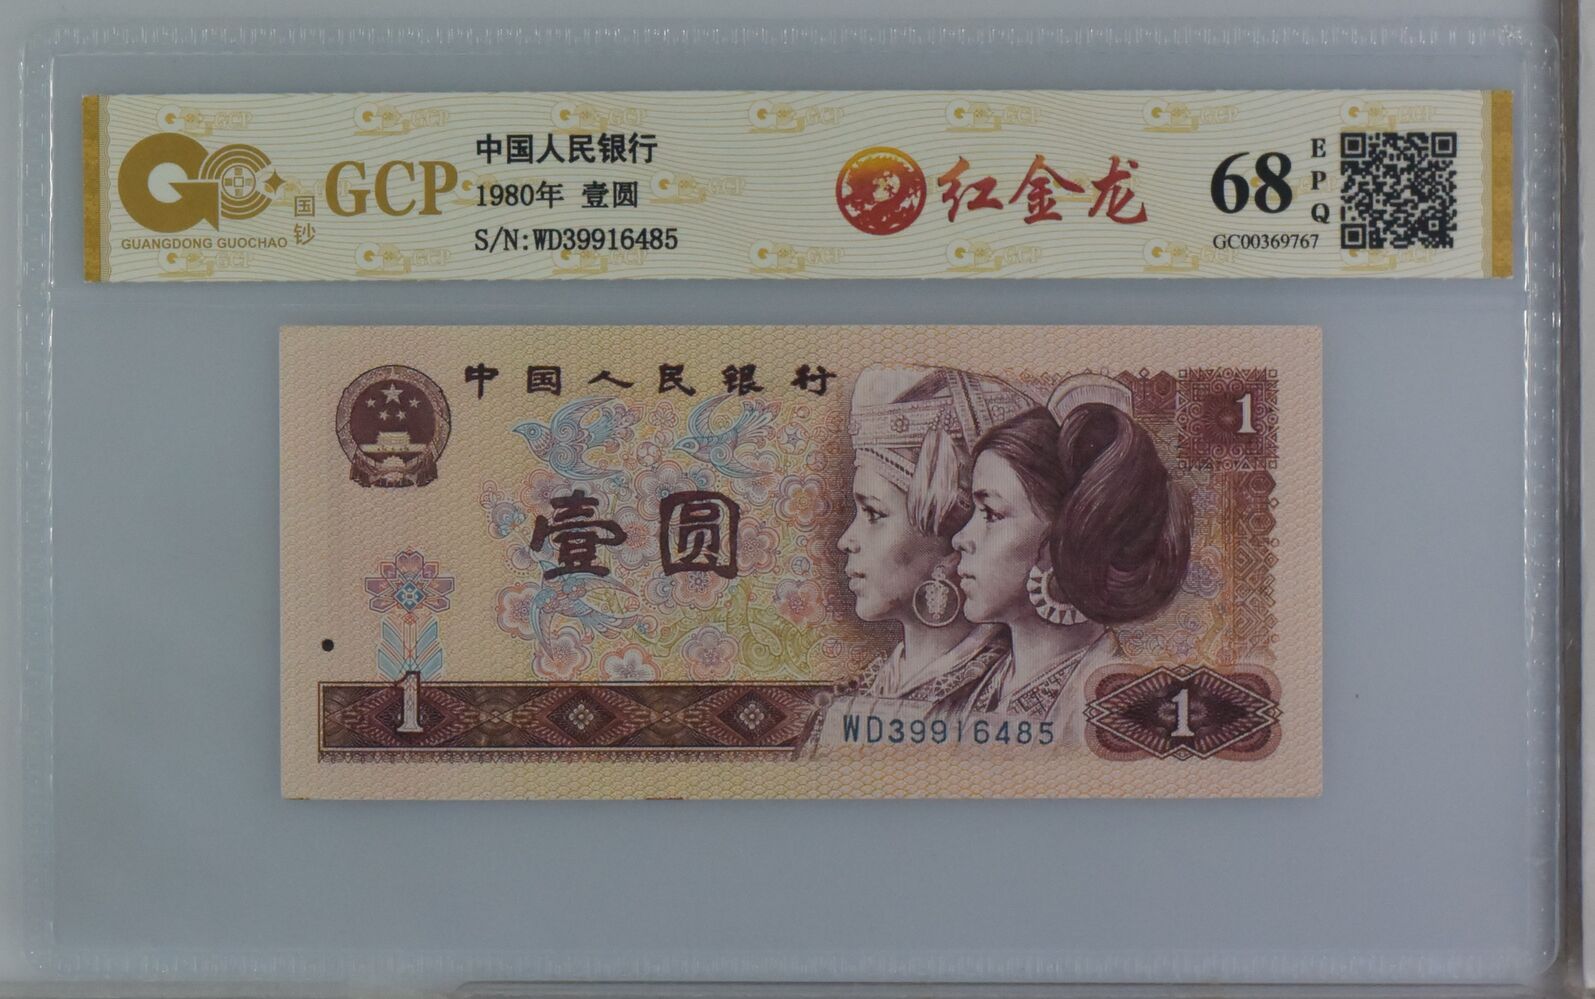 GUANGDONG GUOCHAO
国钞
GCP
中国人民银行
1980年 壹圆
S/N:WD39916485
红金龙
68
EPQ
GC00369767
中国人民银行
1
壹圆
1
WD39916485
1